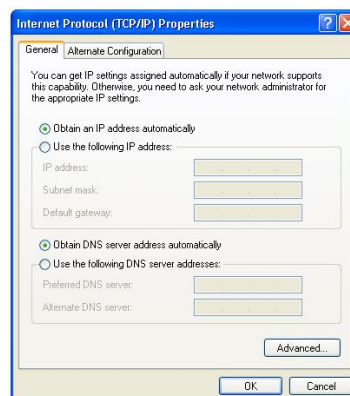 Internet Protocol (TCP/IP) Properties
General Alternate Configuration
You can get IP settings assigned automatically if your network supports
this capability. Otherwise, you need to ask your network administrator for
the appropriate IP settings.
Obtain an IP address automatically
Use the following IP address:
IP address:
Subnet mask:
Default gateway:
Obtain DNS server address automatically
Use the following DNS server addresses:
Preferred DNS server:
Alternate DNS server:
Advanced...
OK Cancel